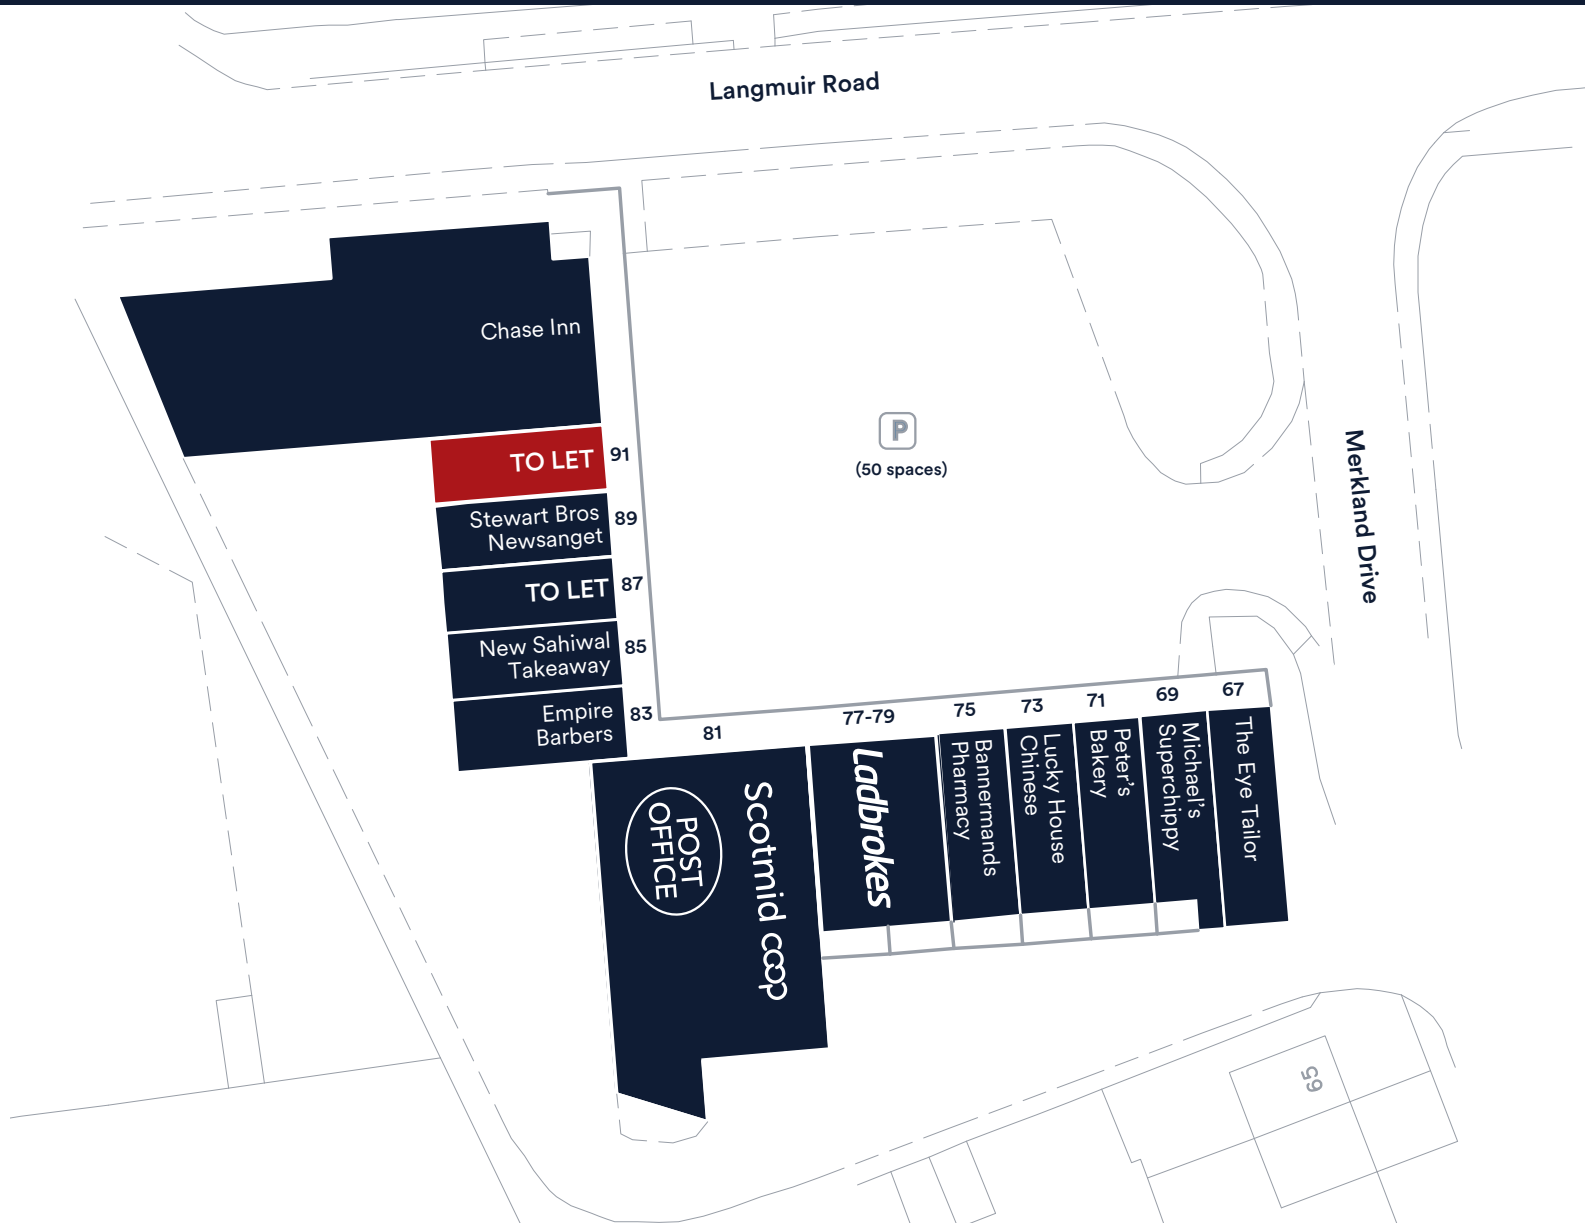 Langmuir Road
Chase Inn
P
(50 spaces)
Merkland Drive
TO LET
91
Stewart Bros
Newsanget
89
TO LET
87
New Sahiwal
Takeaway
85
Empire
Barbers
83
81
77-79
75
73
71
69
67
POST
OFFICE
Scotmid coop
Ladbrokes
Bannermands
Pharmacy
Lucky House
Chinese
Peter's
Bakery
Michael's
Superchippy
The Eye Tailor
65